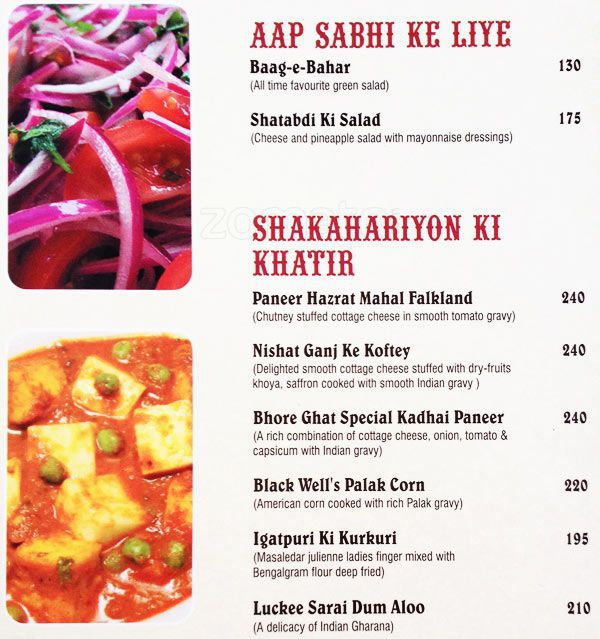 AAP SABHI KE LIYE
Baag-e-Bahar 130
(All time favourite green salad)
Shatabdi Ki Salad 175
(Cheese and pineapple salad with mayonnaise dressings)
SHAKAHARIYON KI
KHATIR
Paneer Hazrat Mahal Falkland 240
(Chutney stuffed cottage cheese in smooth tomato gravy)
Nishat Ganj Ke Koftey 240
(Delighted smooth cottage cheese stuffed with dry-fruits
khoya, saffron cooked with smooth Indian gravy )
Bhore Ghat Special Kadhai Paneer 240
(A rich combination of cottage cheese, onion, tomato &
capsicum with Indian gravy)
Black Well's Palak Corn 220
(American corn cooked with rich Palak gravy)
Igatpuri Ki Kurkuri 195
(Masaledar julienne ladies finger mixed with
Bengalgram flour deep fried)
Luckee Sarai Dum Aloo 210
(A delicacy of Indian Gharana)